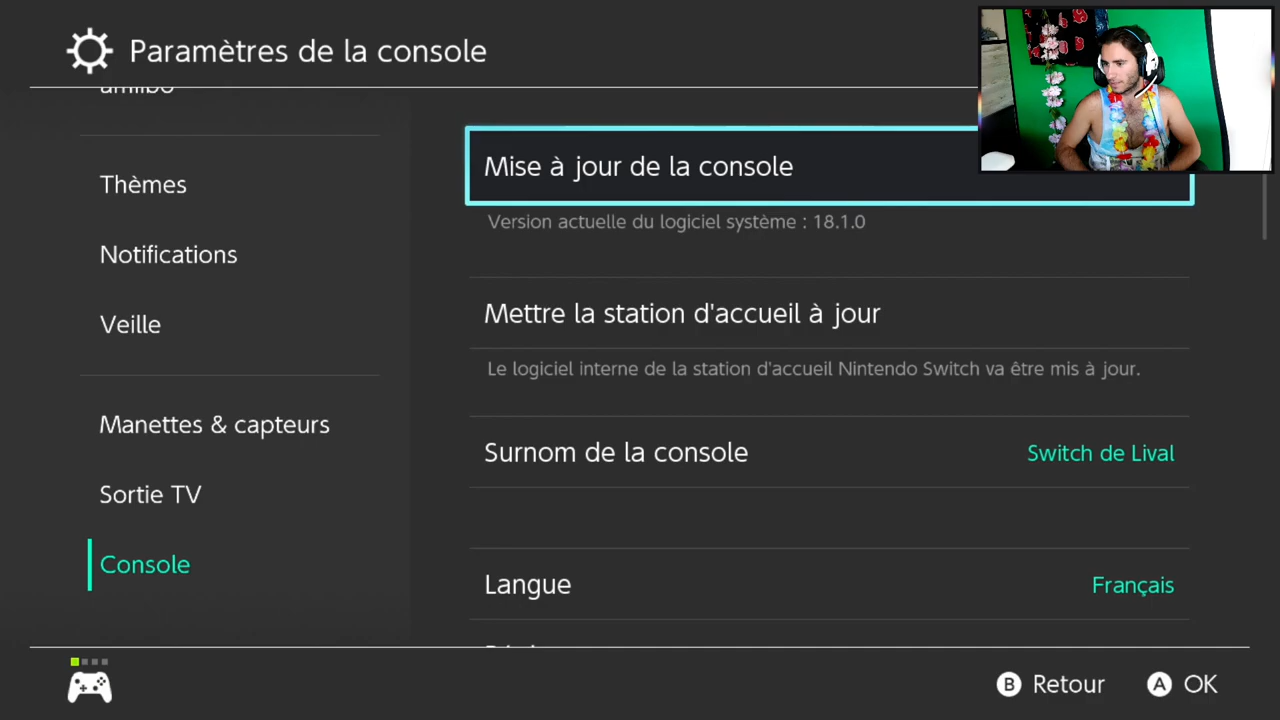 Paramètres de la console
amiibo
Thèmes
Notifications
Veille
Manettes & capteurs
Sortie TV
Console
Mise à jour de la console
Version actuelle du logiciel système : 18.1.0
Mettre la station d'accueil à jour
Le logiciel interne de la station d'accueil Nintendo Switch va être mis à jour.
Surnom de la console Switch de Lival
Langue Français
B Retour A OK